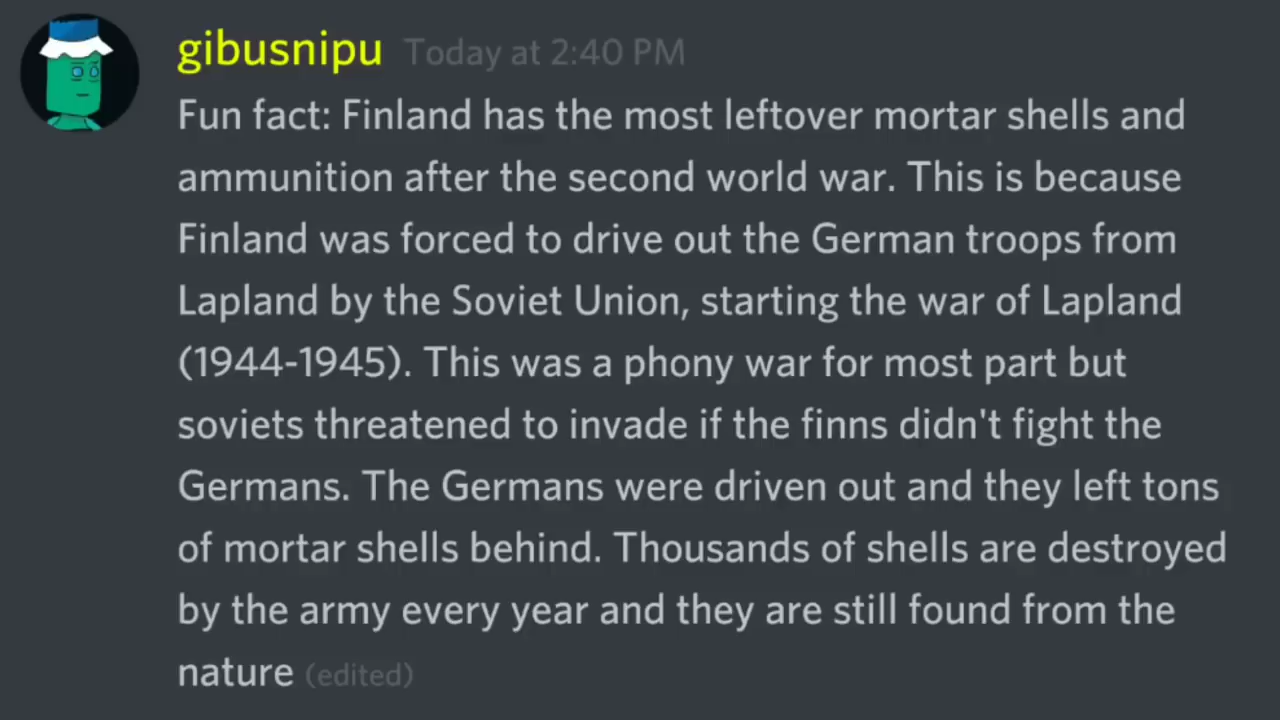 gibusnipu Today at 2:40 PM
Fun fact: Finland has the most leftover mortar shells and
ammunition after the second world war. This is because
Finland was forced to drive out the German troops from
Lapland by the Soviet Union, starting the war of Lapland
(1944-1945). This was a phony war for most part but
soviets threatened to invade if the finns didn't fight the
Germans. The Germans were driven out and they left tons
of mortar shells behind. Thousands of shells are destroyed
by the army every year and they are still found from the
nature (edited)